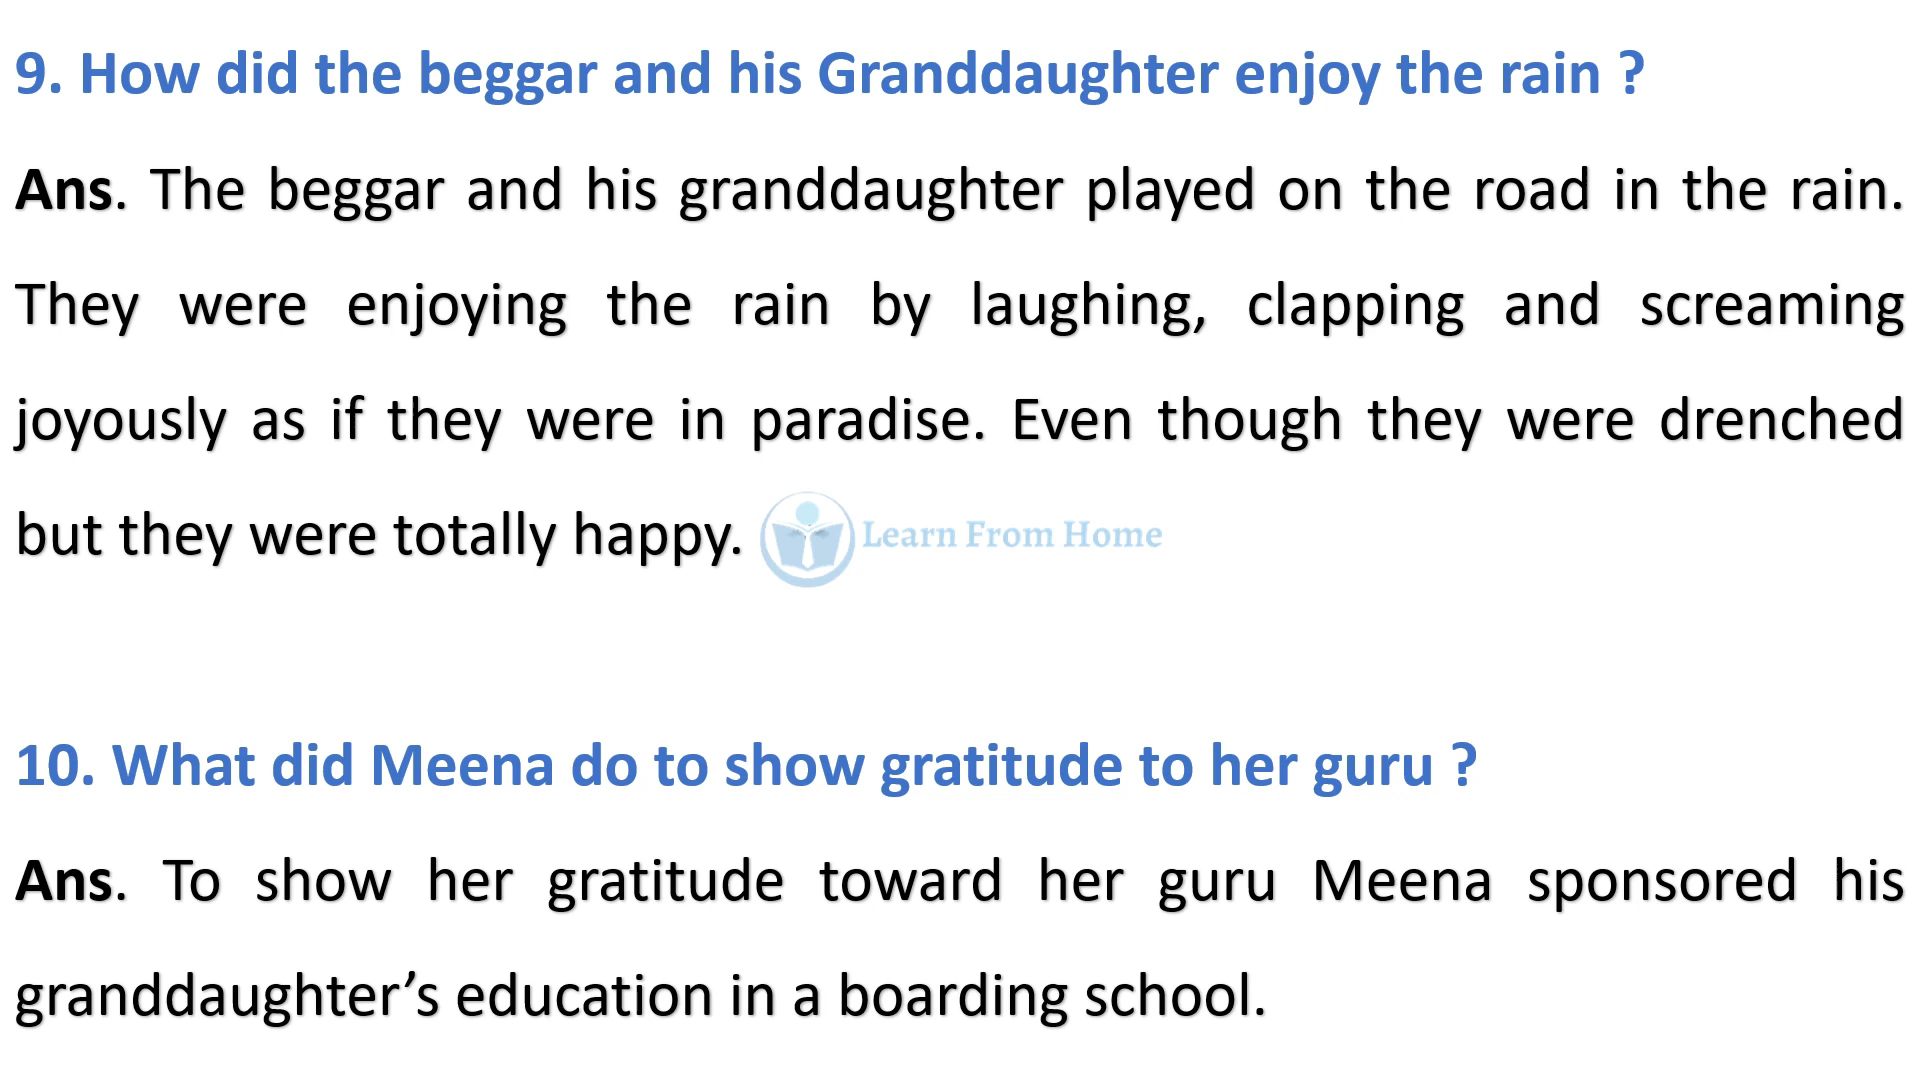 9. How did the beggar and his Granddaughter enjoy the rain ?
Ans. The beggar and his granddaughter played on the road in the rain.
They were enjoying the rain by laughing, clapping and screaming
joyously as if they were in paradise. Even though they were drenched
but they were totally happy.
Learn From Home
10. What did Meena do to show gratitude to her guru ?
Ans. To show her gratitude toward her guru Meena sponsored his
granddaughter’s education in a boarding school.